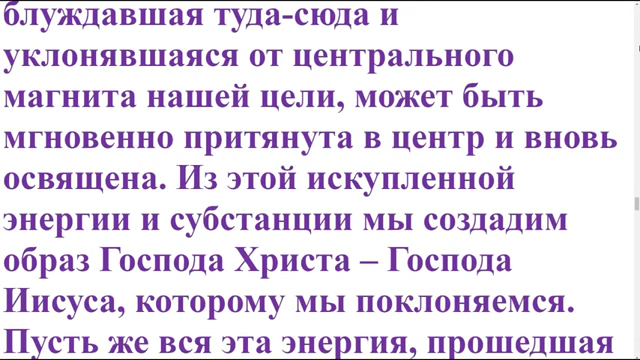 блуждавшая туда-сюда и
уклонявшаяся от центрального
магнита нашей цели, может быть
мгновенно притянута в центр и вновь
освящена. Из этой искупленной
энергии и субстанции мы создадим
образ Господа Христа – Господа
Иисуса, которому мы поклоняемся.
Пусть же вся эта энергия, прошедшая